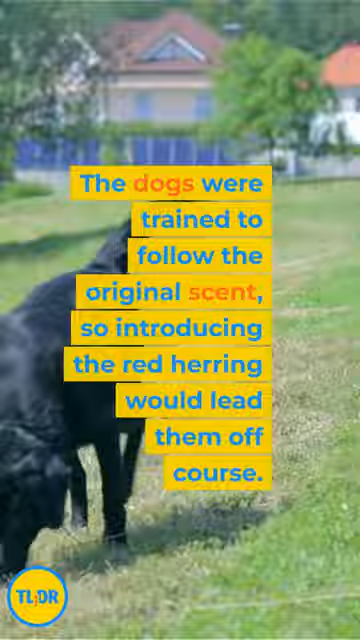 The dogs were
trained to
follow the
original scent,
so introducing
the red herring
would lead
them off
course.
TL;DR